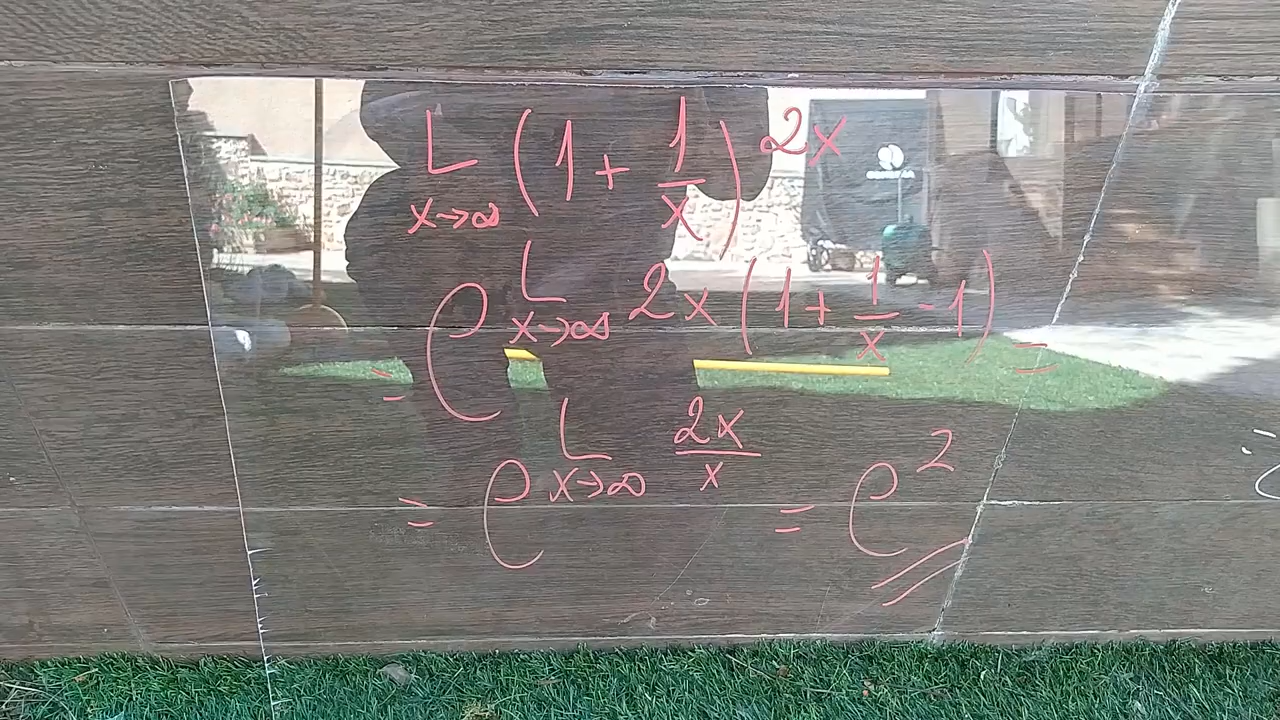 L x→∞ (1 + 1/x)^2x
= e^L x→∞ 2x (1 + 1/x - 1) =
= e^L x→∞ 2x/x = e^2